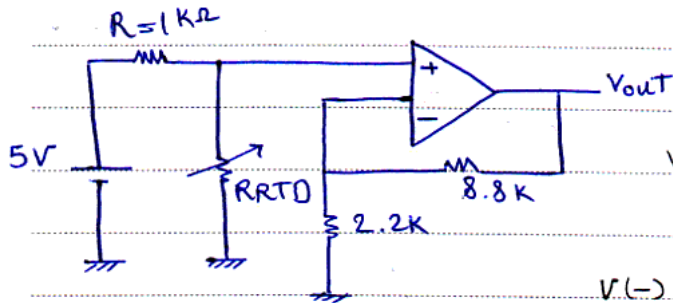 R=1KΩ
+
Vout
−
5V
RRTD
8.8K
2.2K
V(-)